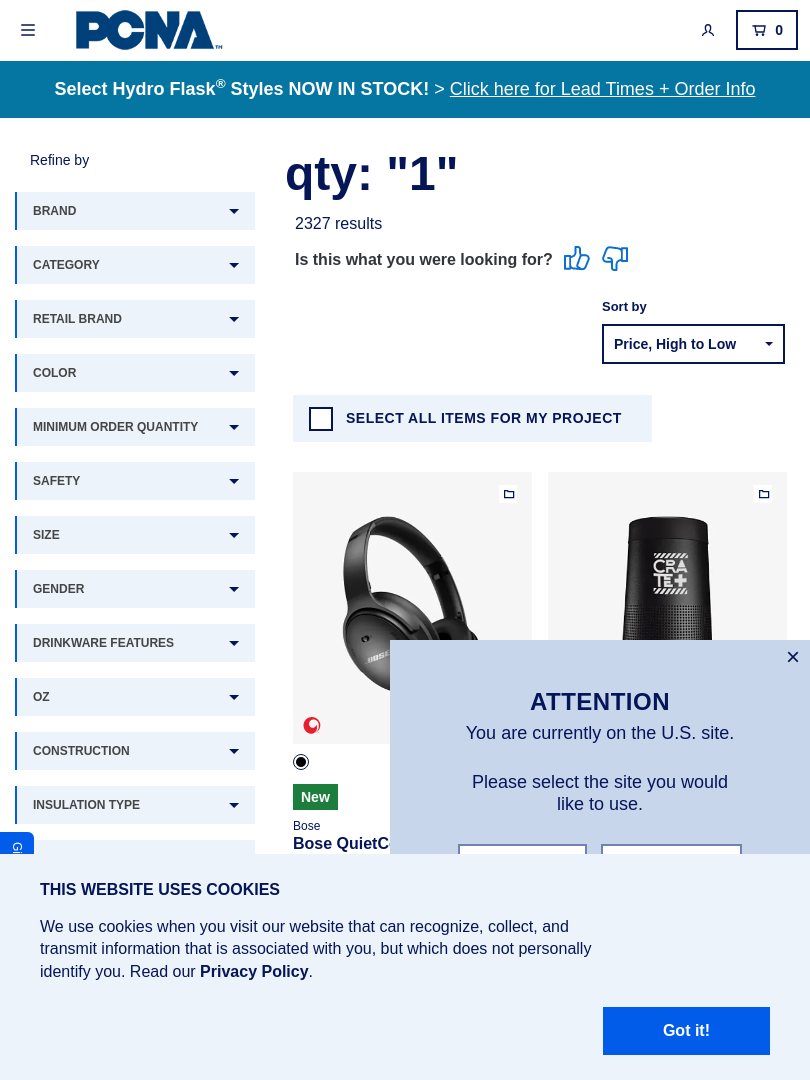 PCNA™
0
Select Hydro Flask® Styles NOW IN STOCK! > Click here for Lead Times + Order Info
Refine by
BRAND
CATEGORY
RETAIL BRAND
COLOR
MINIMUM ORDER QUANTITY
SAFETY
SIZE
GENDER
DRINKWARE FEATURES
OZ
CONSTRUCTION
INSULATION TYPE
qty: "1"
2327 results
Is this what you were looking for?
Sort by
Price, High to Low
SELECT ALL ITEMS FOR MY PROJECT
BOSE
CRA
TE+
New
Bose
ATTENTION
You are currently on the U.S. site.
Please select the site you would
like to use.
THIS WEBSITE USES COOKIES
We use cookies when you visit our website that can recognize, collect, and
transmit information that is associated with you, but which does not personally
identify you. Read our Privacy Policy.
Got it!